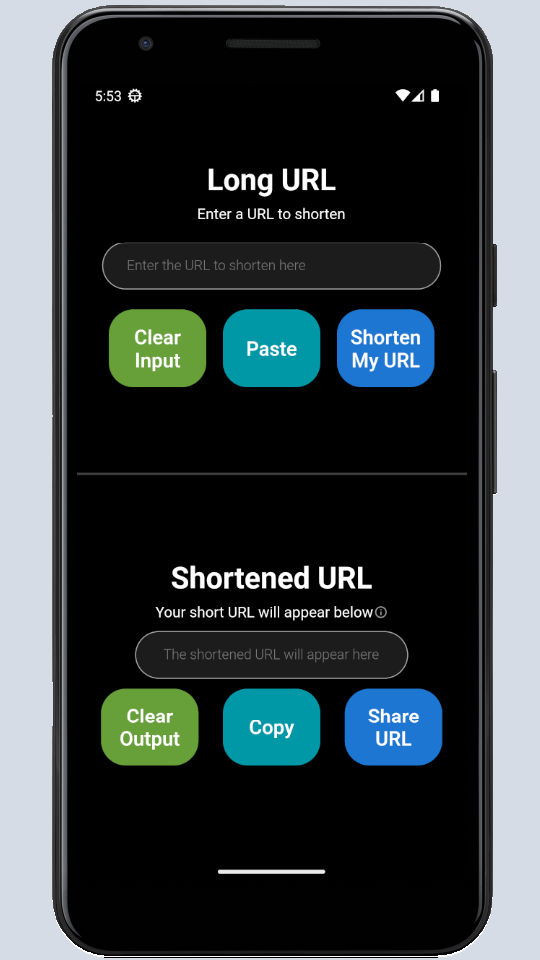 5:53
Long URL
Enter a URL to shorten
Enter the URL to shorten here
Clear
Input
Paste
Shorten
My URL
Shortened URL
Your short URL will appear below
The shortened URL will appear here
Clear
Output
Copy
Share
URL